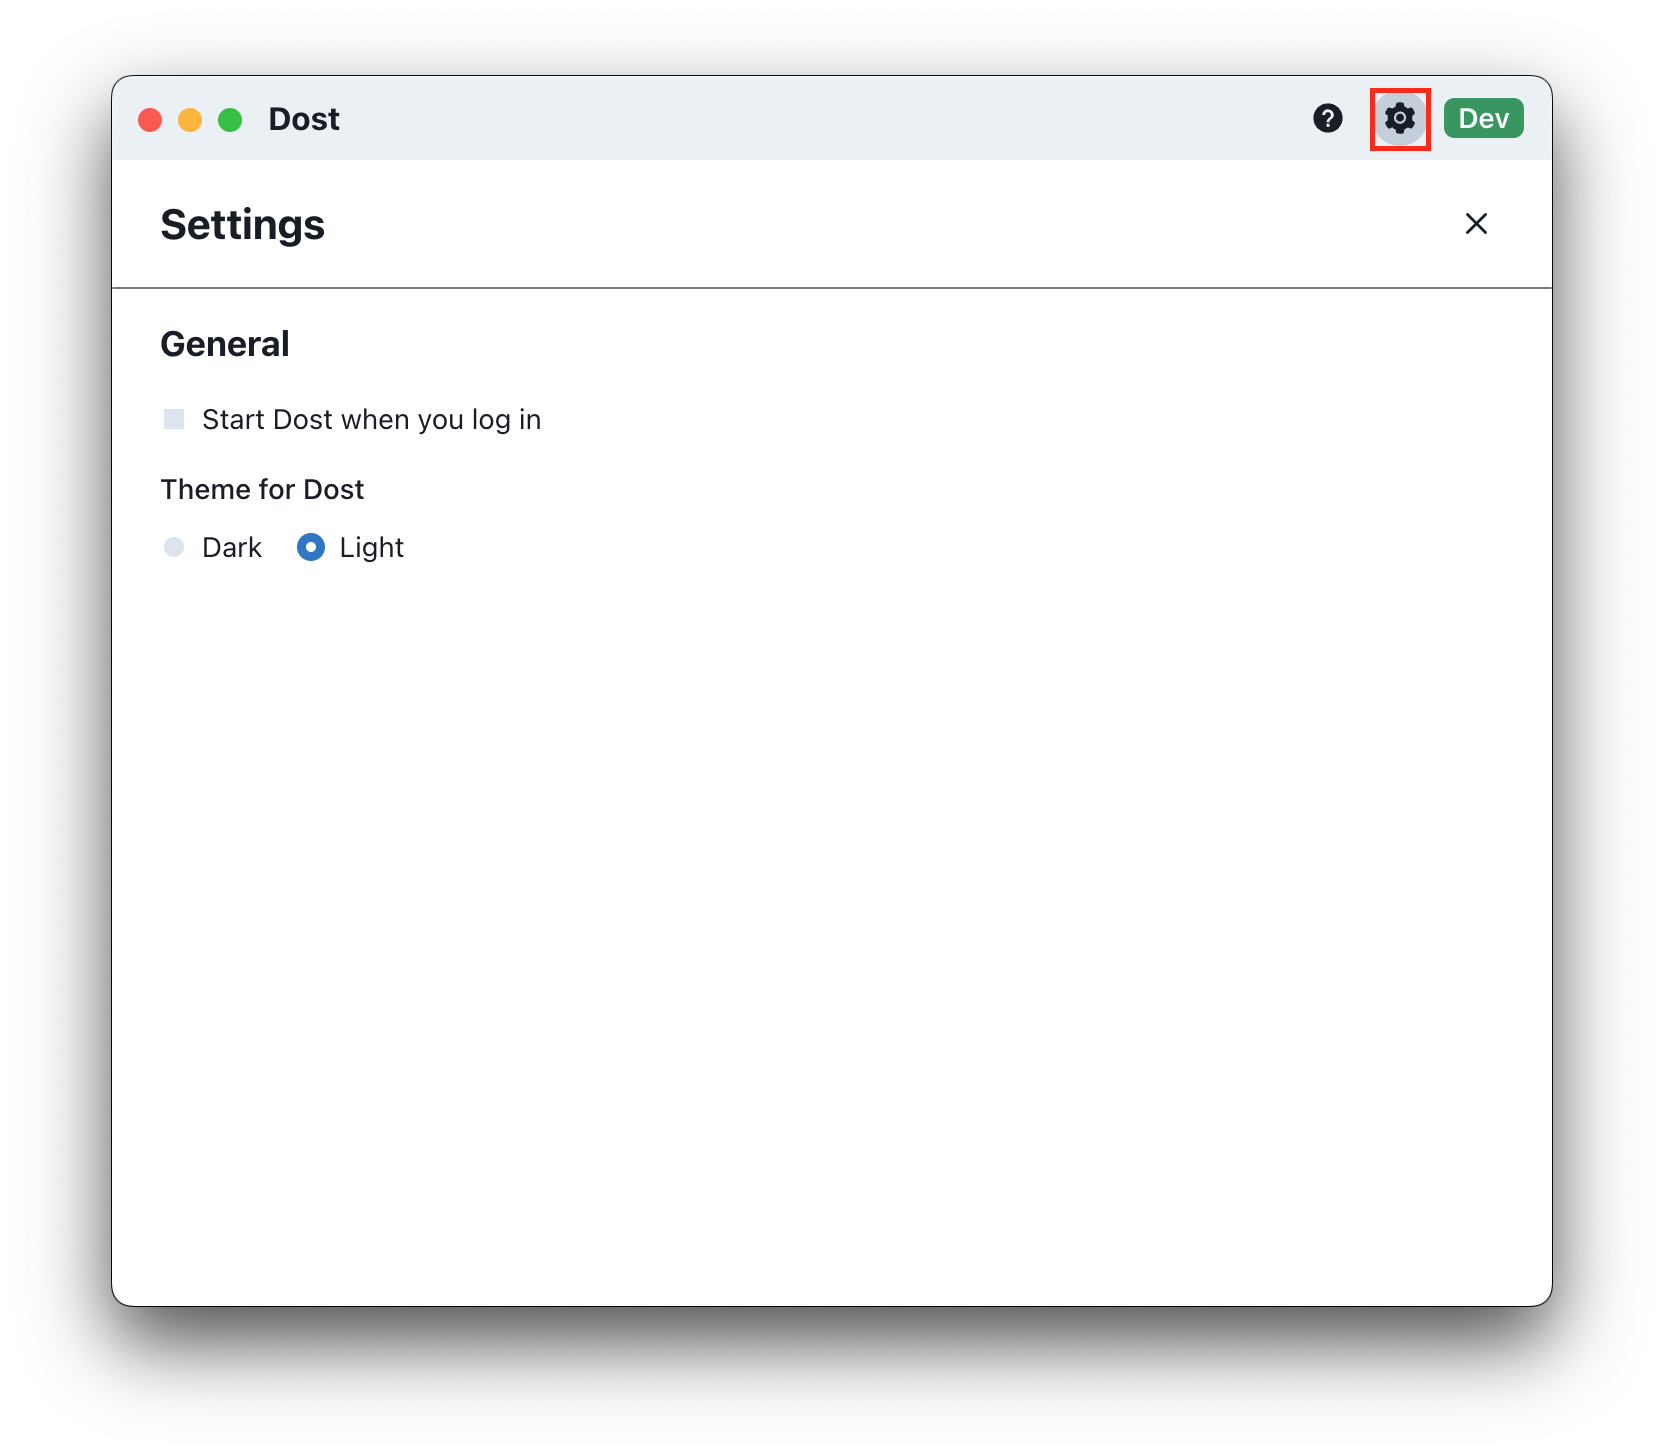 Dost
Dev
Settings
General
Start Dost when you log in
Theme for Dost
Dark Light